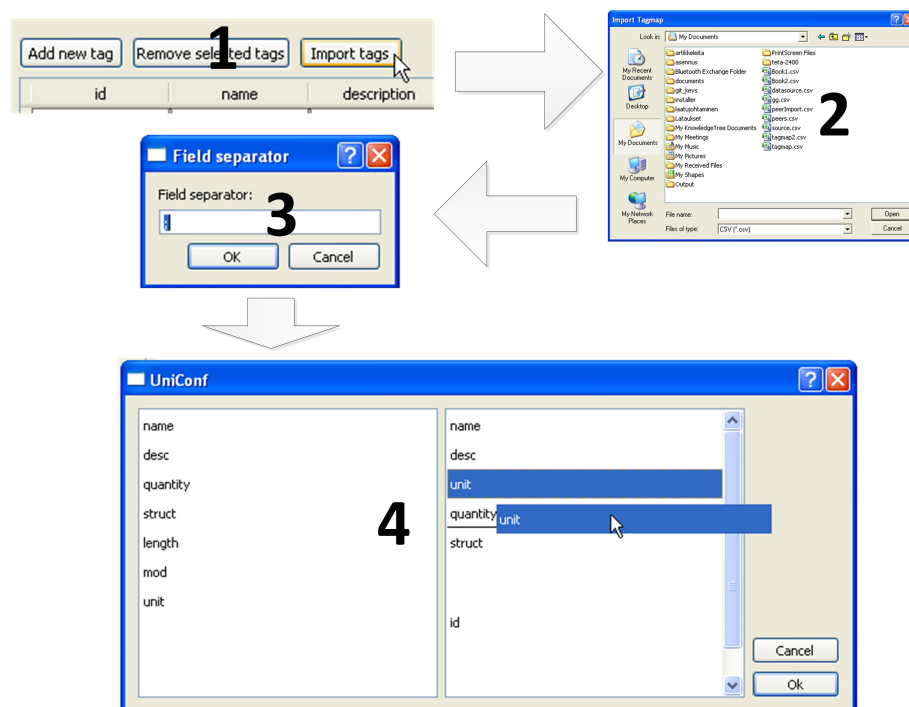 1
Add new tag Remove selected tags Import tags
id name description
Import Tagmap
Look in: My Documents
My Recent Documents
Desktop
My Documents
My Computer
My Network Places
artikkeleita
asennus
Bluetooth Exchange Folder
documents
git_keys
installer
laatujohtaminen
Lataukset
My KnowledgeTree Documents
My Meetings
My Music
My Pictures
My Received Files
My Shapes
Output
PrintScreen Files
teta-2400
Book1.csv
Book2.csv
datasource.csv
gg.csv
peerImport.csv
peers.csv
source.csv
tagmap2.csv
tagmap.csv
2
File name: Open
Files of type: CSV (*.csv) Cancel
Field separator
Field separator:
;
3
OK Cancel
UniConf
name
desc
quantity
struct
length
mod
unit
4
name
desc
unit
quantity
unit
struct
id
Cancel
Ok